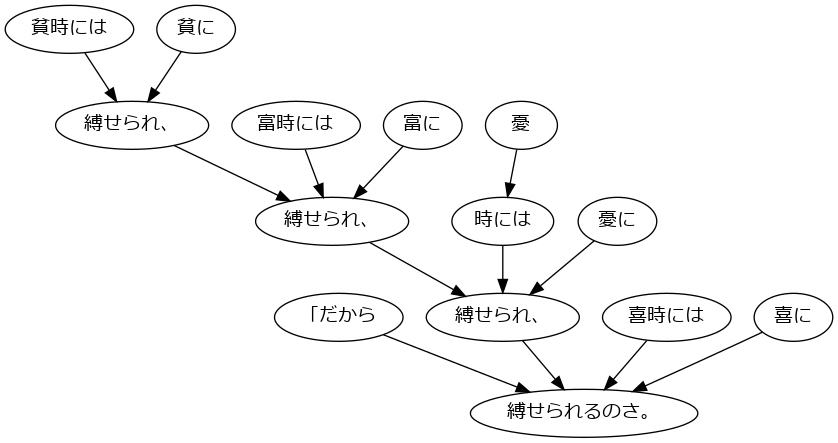 貧時には 貧に
縛せられ、 富時には 富に 憂
縛せられ、 時には 憂に
「だから 縛せられ、 喜時には 喜に
縛せられるのさ。